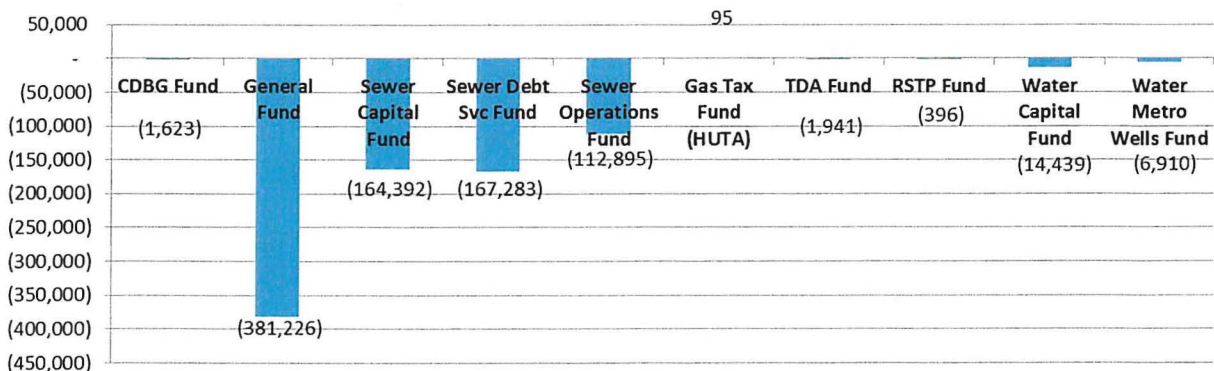 50,000
95
-
CDBG Fund General Sewer Sewer Debt Sewer Gas Tax TDA Fund RSTP Fund Water Water
(50,000)
Fund Capital Svc Fund Operations Fund Capital Metro
(1,623) (1,941) (396)
(100,000)
Fund Fund (HUTA) Fund Wells Fund
(112,895) (14,439) (6,910)
(150,000)
(164,392) (167,283)
(200,000)
(250,000)
(300,000)
(350,000)
(381,226)
(400,000)
(450,000)